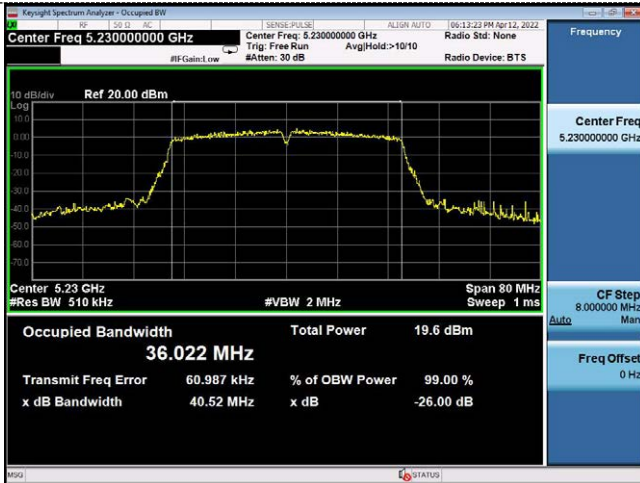 Keysight Spectrum Analyzer - Occupied BW
RF 50 Ω AC SENSE:PULSE ALIGN AUTO 06:13:23 PM Apr 12, 2022
Center Freq 5.230000000 GHz Center Freq: 5.230000000 GHz Radio Std: None
Trig: Free Run Avg|Hold:>10/10
#IFGain:Low #Atten: 30 dB Radio Device: BTS
Frequency
10 dB/div Ref 20.00 dBm
Log
10.0
0.00
-10.0
-20.0
-30.0
-40.0
-50.0
-60.0
-70.0
Center 5.23 GHz Span 80 MHz
#Res BW 510 kHz #VBW 2 MHz Sweep 1 ms
Occupied Bandwidth Total Power 19.6 dBm
36.022 MHz
Transmit Freq Error 60.987 kHz % of OBW Power 99.00 %
x dB Bandwidth 40.52 MHz x dB -26.00 dB
Center Freq
5.230000000 GHz
CF Step
8.000000 MHz
Auto Man
Freq Offset
0 Hz
MSG STATUS